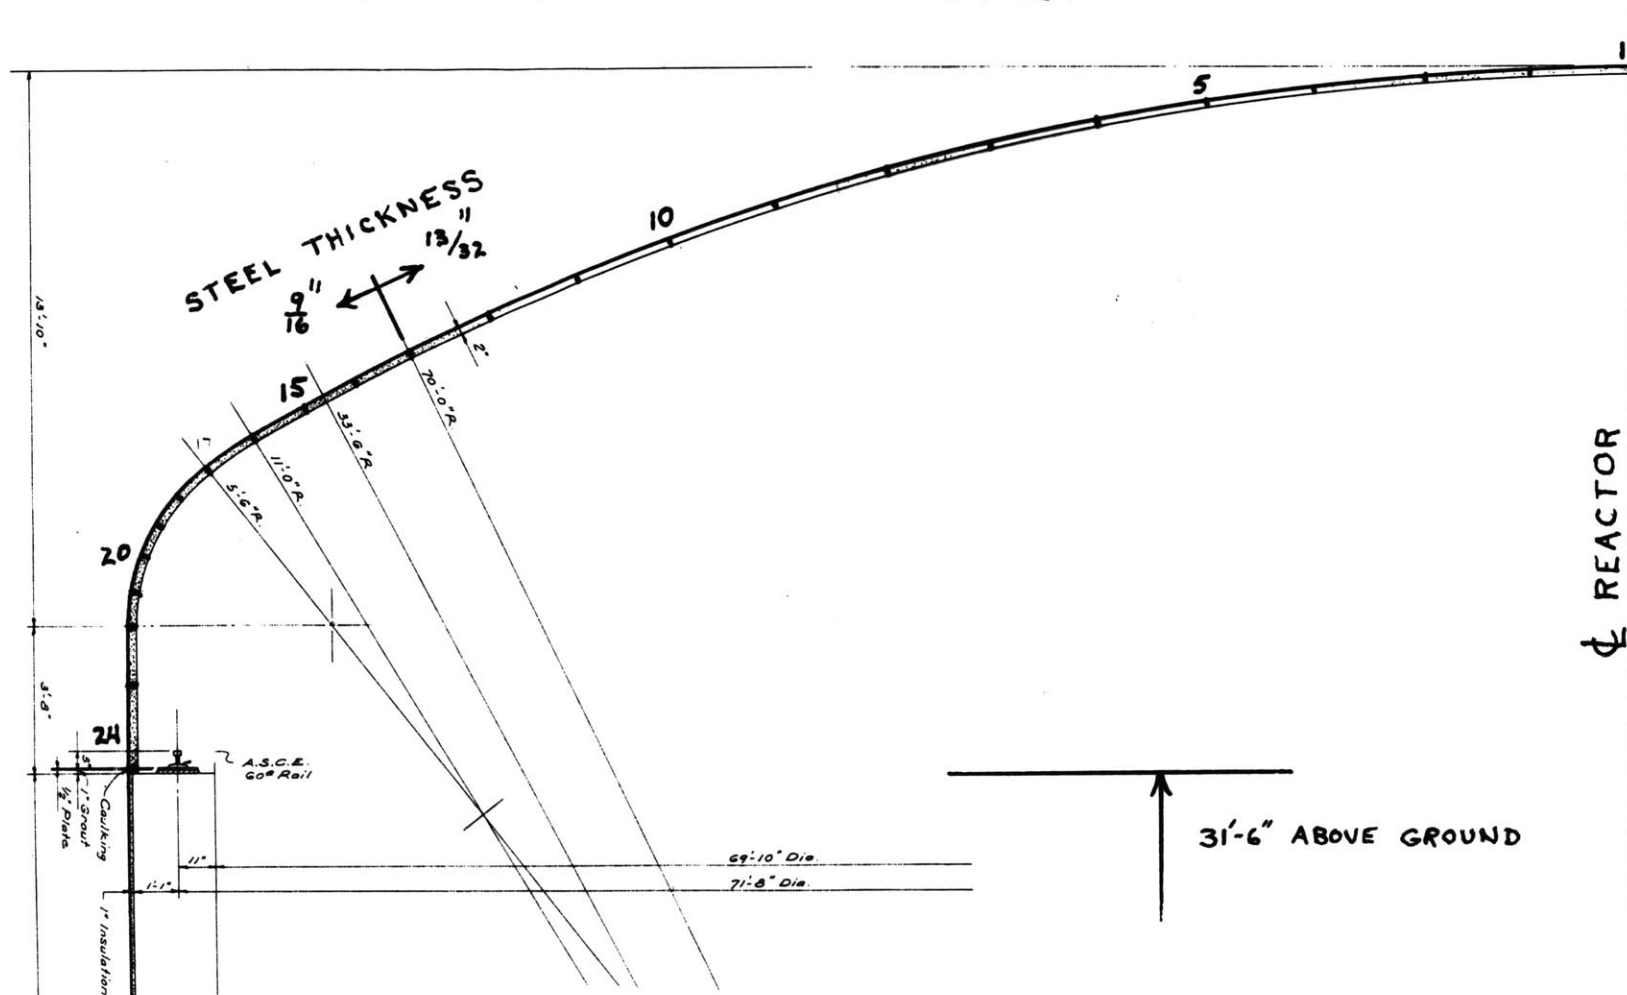 1
5
STEEL THICKNESS
13/32"
9/16"
10
2"
13'-10"
15
70'-0" R.
33'-6" R.
17
11'-0" R.
5'-6" R.
20
℄ REACTOR
3'-8"
24
A.S.C.E.
60# Rail
5"
1" Grout
½" Plate
Caulking
31'-6" ABOVE GROUND
11"
69'-10" Dia.
1'-1"
71'-8" Dia.
1" Insulation